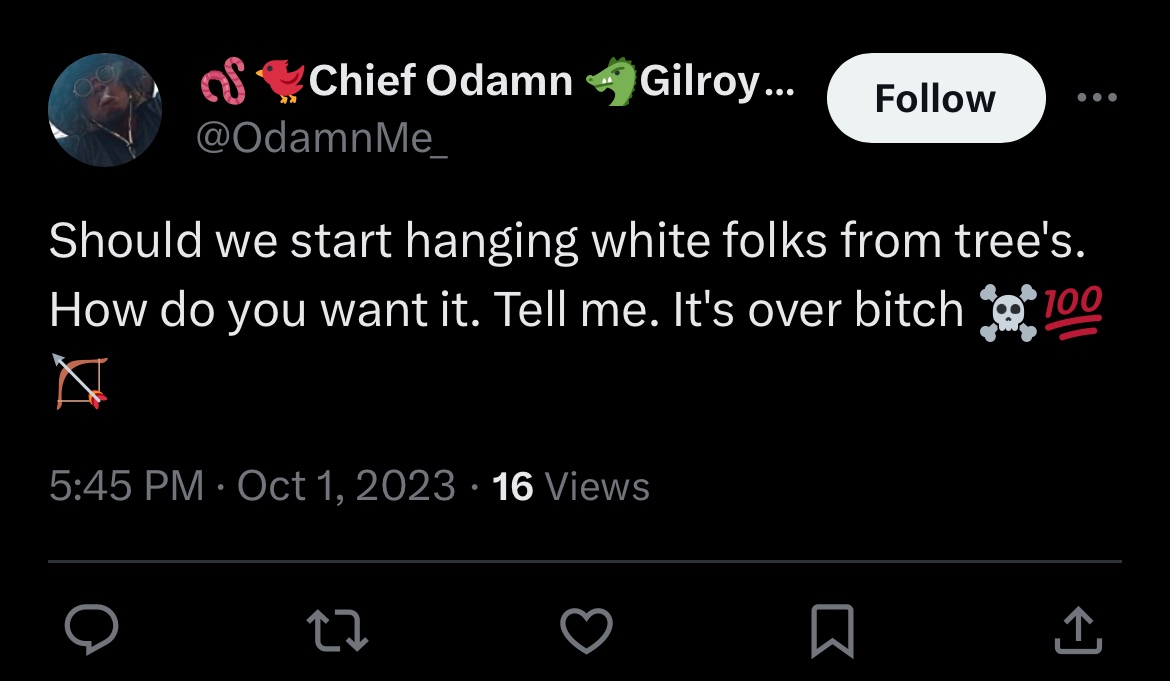 🪱🐦Chief Odamn 🐲Gilroy...
Follow
@OdamnMe_
Should we start hanging white folks from tree's.
How do you want it. Tell me. It's over bitch ☠️💯
🏹
5:45 PM · Oct 1, 2023 · 16 Views